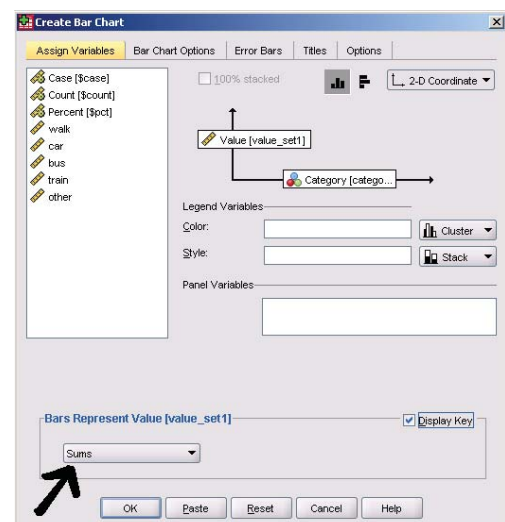 Create Bar Chart
Assign Variables Bar Chart Options Error Bars Titles Options
Case [$case]
Count [$count]
Percent [$pct]
walk
car
bus
train
other
100% stacked
2-D Coordinate
Value [value_set1]
Category [catego...
Legend Variables
Color:
Cluster
Style:
Stack
Panel Variables
Bars Represent Value [value_set1]
Display Key
Sums
OK Paste Reset Cancel Help